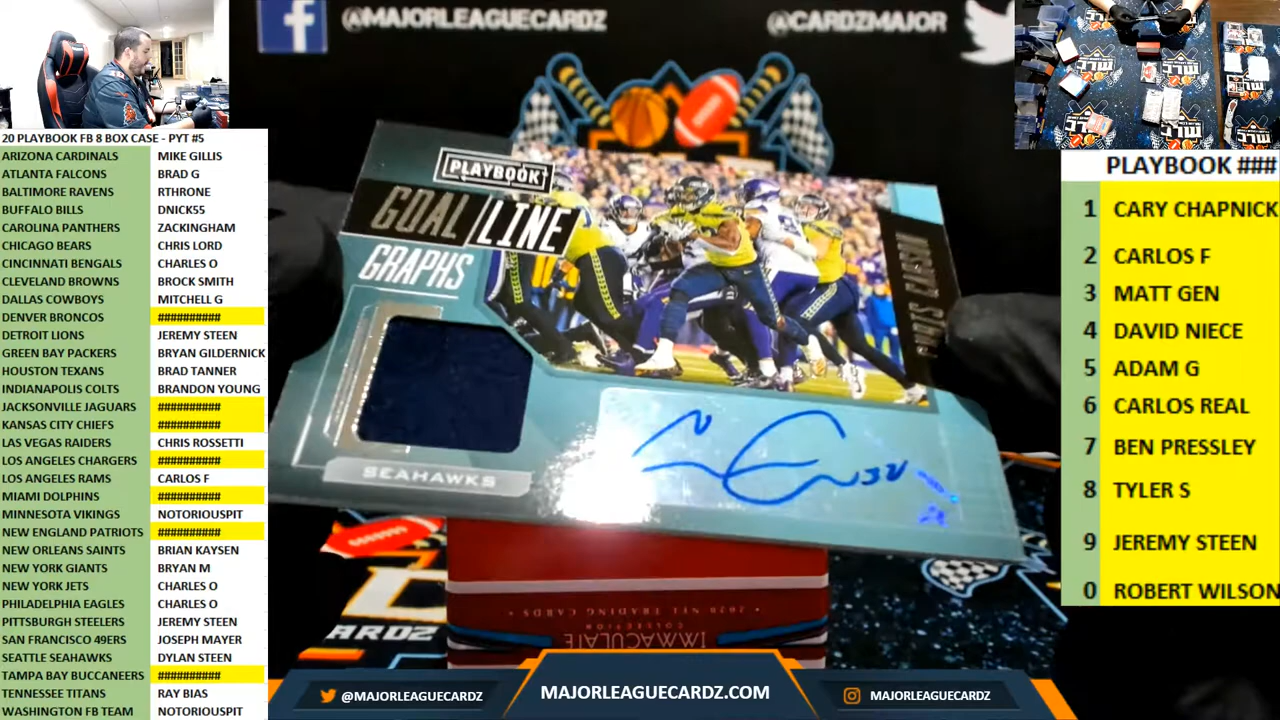 @MAJORLEAGUECARDZ
@CARDZMAJOR
20 PLAYBOOK FB 8 BOX CASE - PYT #5
ARIZONA CARDINALS MIKE GILLIS
ATLANTA FALCONS BRAD G
BALTIMORE RAVENS RTHRONE
BUFFALO BILLS DNICK55
CAROLINA PANTHERS ZACKINGHAM
CHICAGO BEARS CHRIS LORD
CINCINNATI BENGALS CHARLES O
CLEVELAND BROWNS BROCK SMITH
DALLAS COWBOYS MITCHELL G
DENVER BRONCOS ##########
DETROIT LIONS JEREMY STEEN
GREEN BAY PACKERS BRYAN GILDERNICK
HOUSTON TEXANS BRAD TANNER
INDIANAPOLIS COLTS BRANDON YOUNG
JACKSONVILLE JAGUARS ##########
KANSAS CITY CHIEFS ##########
LAS VEGAS RAIDERS CHRIS ROSSETTI
LOS ANGELES CHARGERS ##########
LOS ANGELES RAMS CARLOS F
MIAMI DOLPHINS ##########
MINNESOTA VIKINGS NOTORIOUSPIT
NEW ENGLAND PATRIOTS ##########
NEW ORLEANS SAINTS BRIAN KAYSEN
NEW YORK GIANTS BRYAN M
NEW YORK JETS CHARLES O
PHILADELPHIA EAGLES CHARLES O
PITTSBURGH STEELERS JEREMY STEEN
SAN FRANCISCO 49ERS JOSEPH MAYER
SEATTLE SEAHAWKS DYLAN STEEN
TAMPA BAY BUCCANEERS ##########
TENNESSEE TITANS RAY BIAS
WASHINGTON FB TEAM NOTORIOUSPIT
PLAYBOOK
GOAL LINE
GRAPHS
CHRIS CARSON
SEAHAWKS
2020 NFL TRADING CARDS
COLLECTION
IMMACULATE
ARDZ
PLAYBOOK ###
1 CARY CHAPNICK
2 CARLOS F
3 MATT GEN
4 DAVID NIECE
5 ADAM G
6 CARLOS REAL
7 BEN PRESSLEY
8 TYLER S
9 JEREMY STEEN
0 ROBERT WILSON
@MAJORLEAGUECARDZ
MAJORLEAGUECARDZ.COM
MAJORLEAGUECARDZ